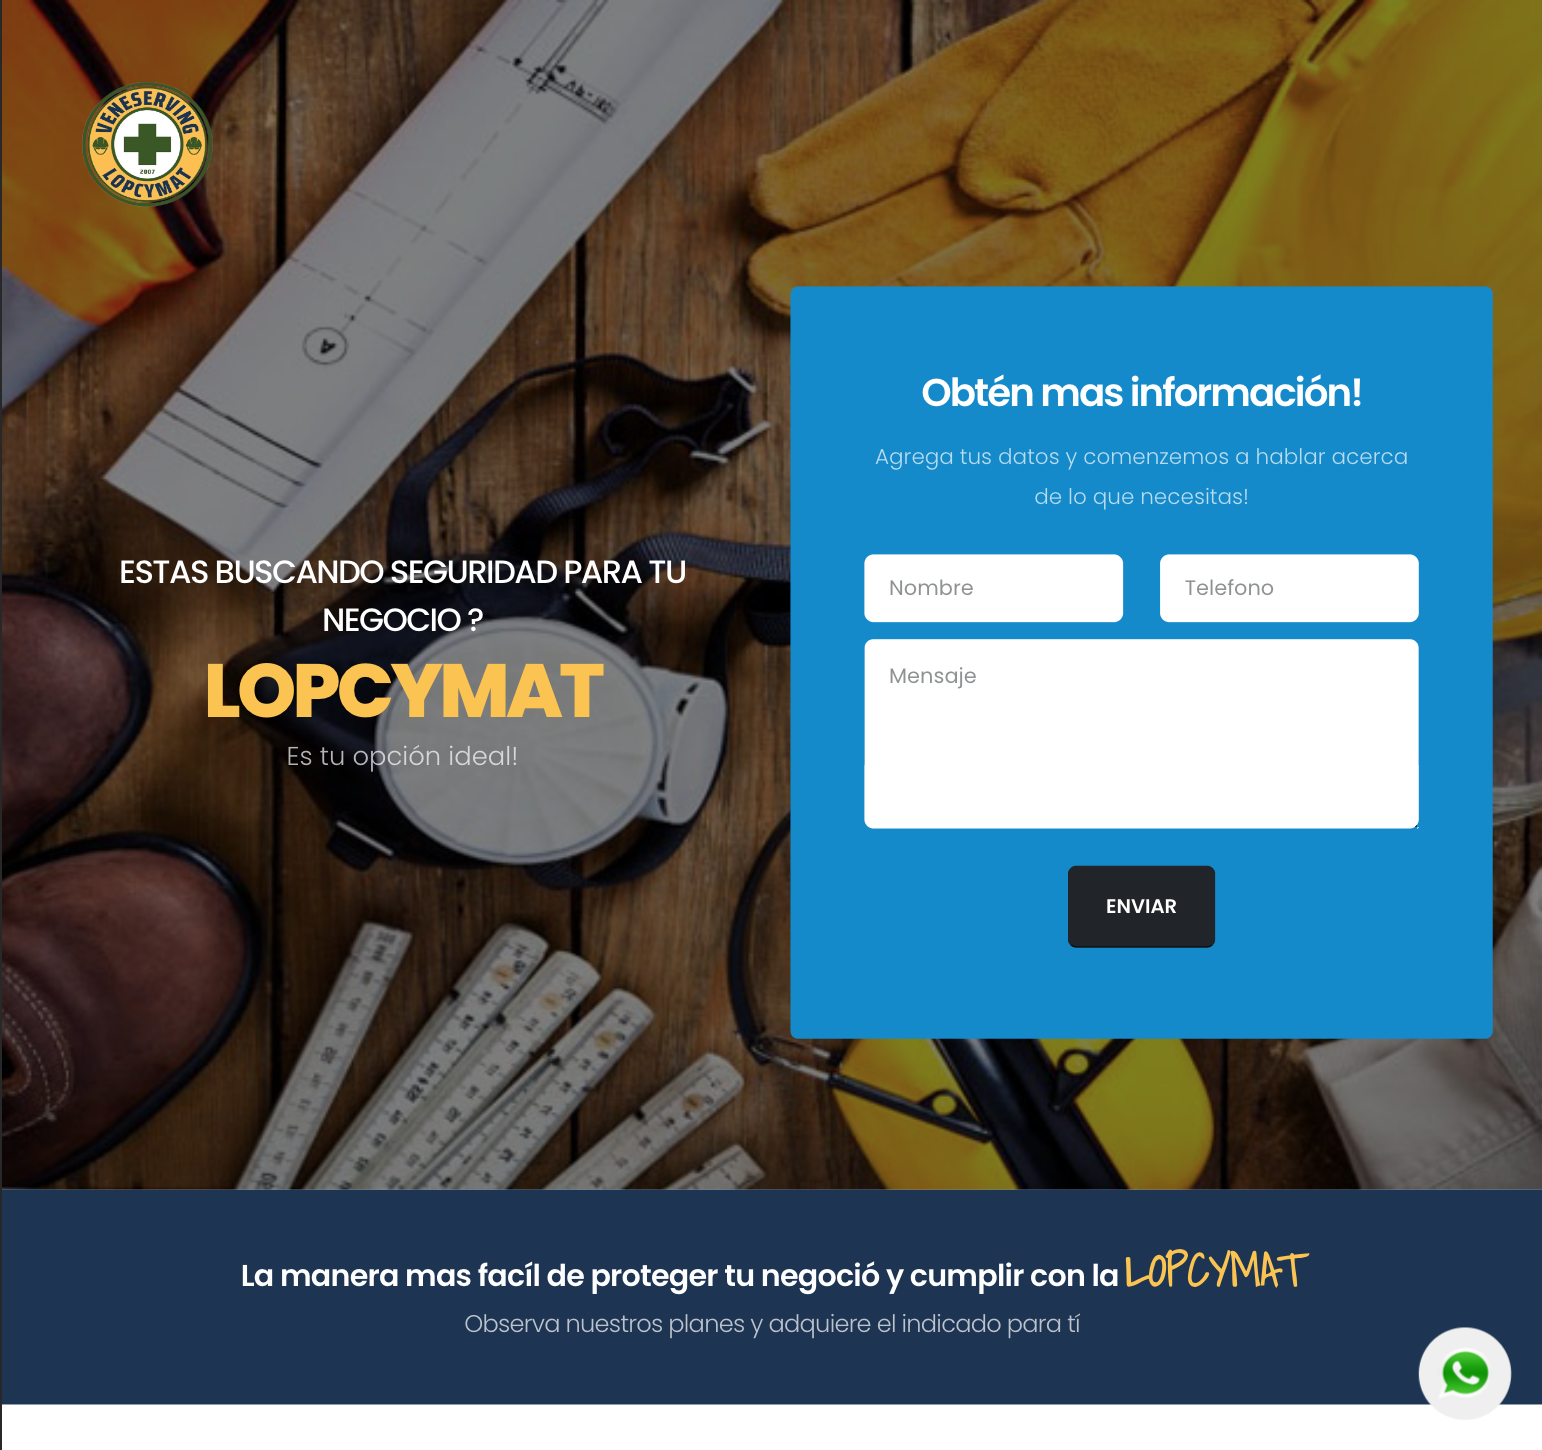 VENESERVING
2007
LOPCYMAT
A
ESTAS BUSCANDO SEGURIDAD PARA TU
NEGOCIO ?
LOPCYMAT
Es tu opción ideal!
Obtén mas información!
Agrega tus datos y comenzemos a hablar acerca
de lo que necesitas!
Nombre
Telefono
Mensaje
ENVIAR
La manera mas facíl de proteger tu negoció y cumplir con la LOPCYMAT
Observa nuestros planes y adquiere el indicado para tí